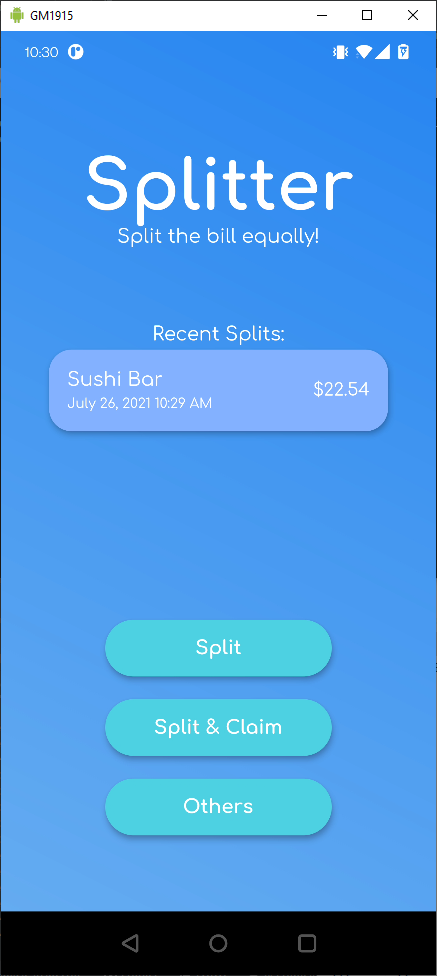 GM1915
10:30
Splitter
Split the bill equally!
Recent Splits:
Sushi Bar
$22.54
July 26, 2021 10:29 AM
Split
Split & Claim
Others